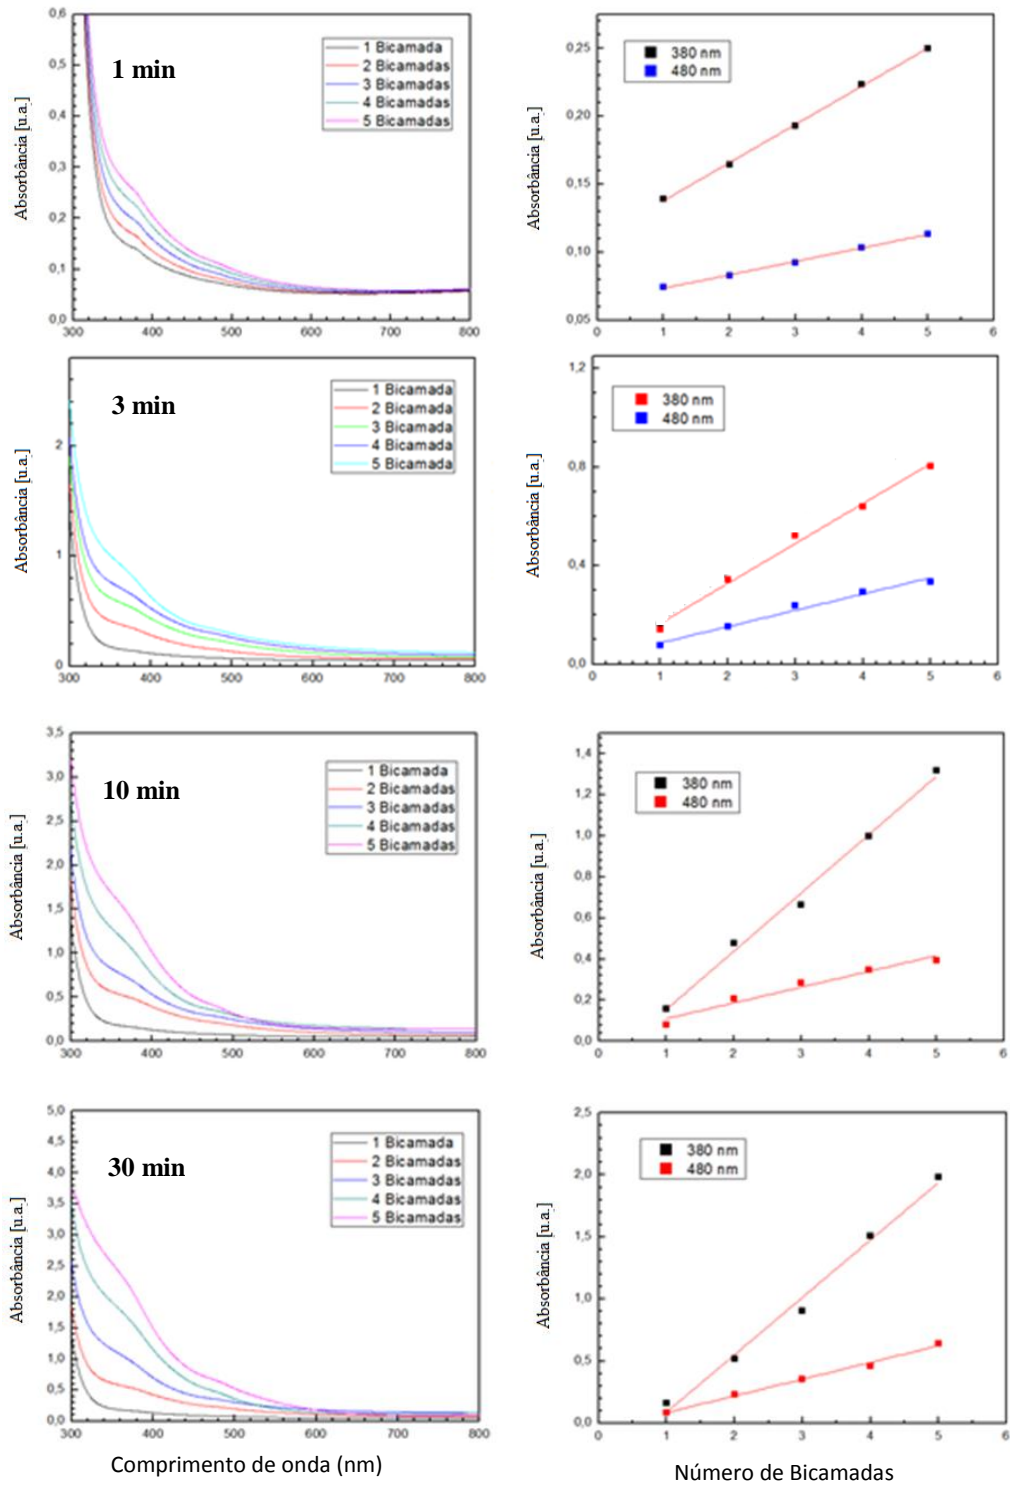 0,6
0,5
0,4
0,3
0,2
0,1
0,0
Absorbância [u.a.]
1 min
1 Bicamada
2 Bicamadas
3 Bicamadas
4 Bicamadas
5 Bicamadas
300 400 500 600 700 800
0,25
0,20
0,15
0,10
0,05
Absorbância [u.a.]
380 nm
480 nm
0 1 2 3 4 5 6
2
1
0
Absorbância [u.a.]
3 min
1 Bicamada
2 Bicamada
3 Bicamada
4 Bicamada
5 Bicamada
300 400 500 600 700 800
1,2
0,8
0,4
0,0
Absorbância [u.a.]
380 nm
480 nm
0 1 2 3 4 5 6
3,5
3,0
2,5
2,0
1,5
1,0
0,5
0,0
Absorbância [u.a.]
10 min
1 Bicamada
2 Bicamadas
3 Bicamadas
4 Bicamadas
5 Bicamadas
300 400 500 600 700 800
1,4
1,2
1,0
0,8
0,6
0,4
0,2
0,0
Absorbância [u.a.]
380 nm
480 nm
0 1 2 3 4 5 6
5,0
4,5
4,0
3,5
3,0
2,5
2,0
1,5
1,0
0,5
0,0
Absorbância [u.a.]
30 min
1 Bicamada
2 Bicamadas
3 Bicamadas
4 Bicamadas
5 Bicamadas
300 400 500 600 700 800
Comprimento de onda (nm)
2,5
2,0
1,5
1,0
0,5
0,0
Absorbância [u.a.]
380 nm
480 nm
0 1 2 3 4 5 6
Número de Bicamadas